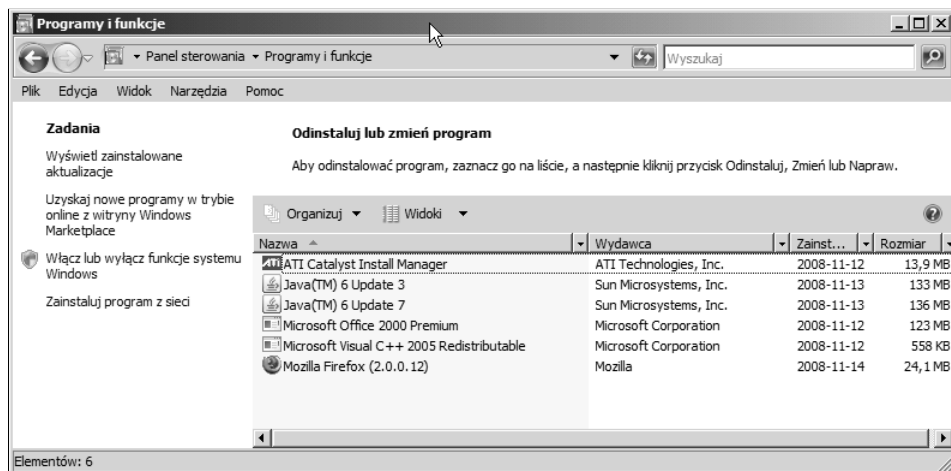 Programy i funkcje
Panel sterowania Programy i funkcje Wyszukaj
Plik Edycja Widok Narzędzia Pomoc
Zadania
Wyświetl zainstalowane
aktualizacje
Uzyskaj nowe programy w trybie
online z witryny Windows
Marketplace
Włącz lub wyłącz funkcje systemu
Windows
Zainstaluj program z sieci
Odinstaluj lub zmień program
Aby odinstalować program, zaznacz go na liście, a następnie kliknij przycisk Odinstaluj, Zmień lub Napraw.
Organizuj Widoki
Nazwa Wydawca Zainst... Rozmiar
ATI ATI Catalyst Install Manager ATI Technologies, Inc. 2008-11-12 13,9 MB
Java(TM) 6 Update 3 Sun Microsystems, Inc. 2008-11-13 133 MB
Java(TM) 6 Update 7 Sun Microsystems, Inc. 2008-11-13 136 MB
Microsoft Office 2000 Premium Microsoft Corporation 2008-11-12 123 MB
Microsoft Visual C++ 2005 Redistributable Microsoft Corporation 2008-11-12 558 KB
Mozilla Firefox (2.0.0.12) Mozilla 2008-11-14 24,1 MB
Elementów: 6